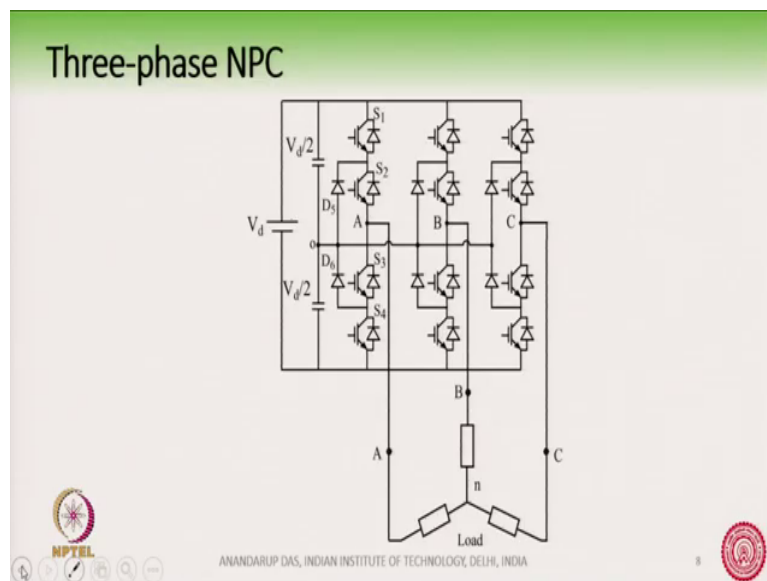 Three-phase NPC
S1
Vd/2
S2
D5
A
B
C
Vd
o
D6
S3
Vd/2
S4
B
A
C
n
Load
NPTEL
ANANDARUP DAS, INDIAN INSTITUTE OF TECHNOLOGY, DELHI, INDIA
8